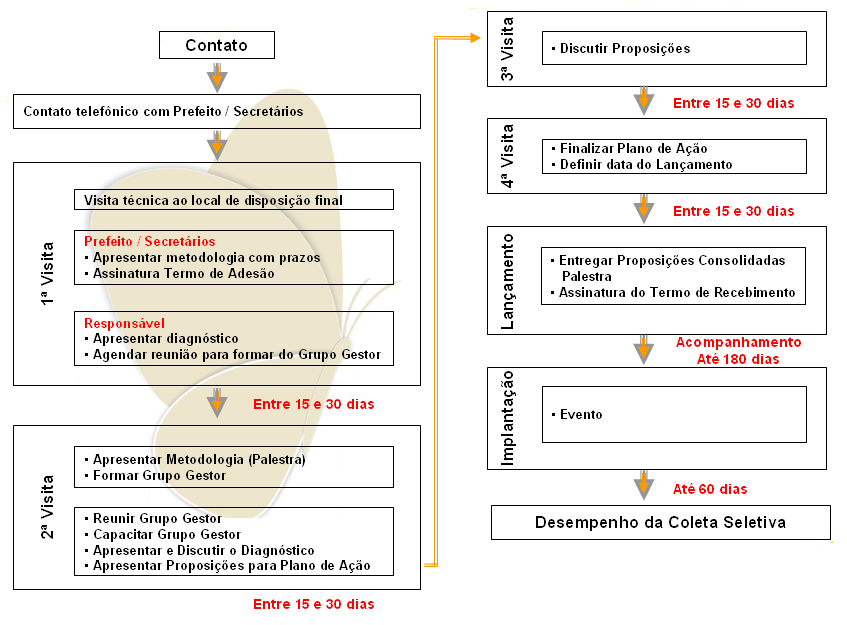 Contato
Contato telefônico com Prefeito / Secretários
1ª Visita
Visita técnica ao local de disposição final
Prefeito / Secretários
• Apresentar metodologia com prazos
• Assinatura Termo de Adesão
Responsável
• Apresentar diagnóstico
• Agendar reunião para formar do Grupo Gestor
Entre 15 e 30 dias
2ª Visita
• Apresentar Metodologia (Palestra)
• Formar Grupo Gestor
• Reunir Grupo Gestor
• Capacitar Grupo Gestor
• Apresentar e Discutir o Diagnóstico
• Apresentar Proposições para Plano de Ação
Entre 15 e 30 dias
3ª Visita
• Discutir Proposições
Entre 15 e 30 dias
4ª Visita
• Finalizar Plano de Ação
• Definir data do Lançamento
Entre 15 e 30 dias
Lançamento
• Entregar Proposições Consolidadas
Palestra
• Assinatura do Termo de Recebimento
Acompanhamento
Até 180 dias
Implantação
• Evento
Até 60 dias
Desempenho da Coleta Seletiva